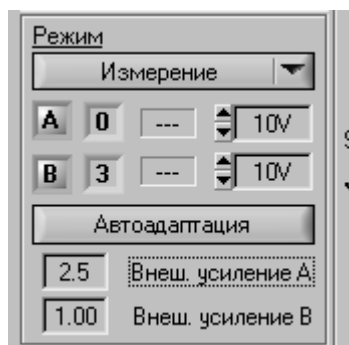 Режим
Измерение
A 0 --- 10V
B 3 --- 10V
Автоадаптация
2.5 Внеш. усиление A
1.00 Внеш. усиление B